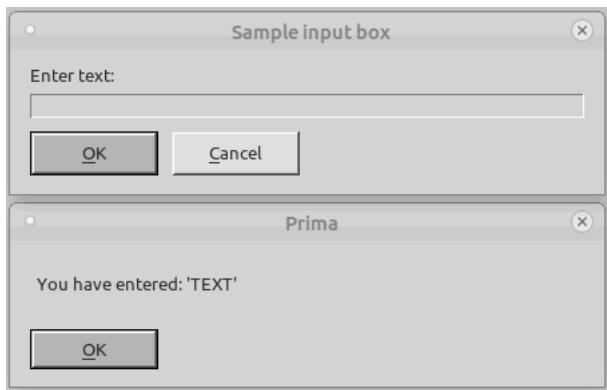 Sample input box
Enter text:
OK Cancel
Prima
You have entered: 'TEXT'
OK